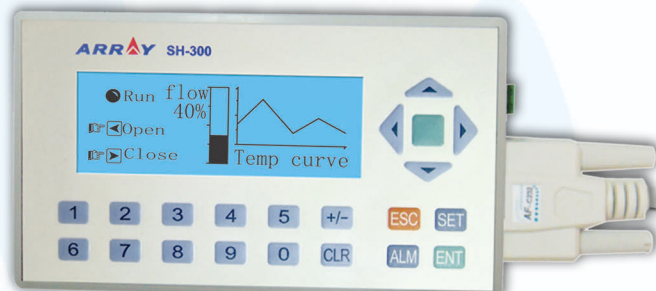 ARRAY SH-300
Run flow
40%
Open
Close
Temp curve
1 2 3 4 5 +/- ESC SET
6 7 8 9 0 CLR ALM ENT